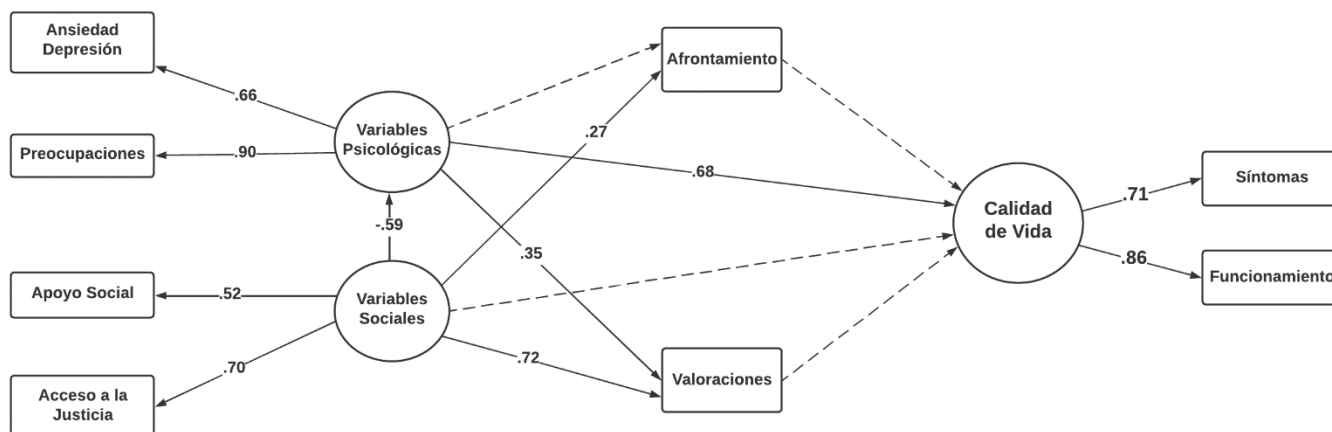 Ansiedad
Depresión
.66
Preocupaciones
.90
Variables
Psicológicas
-.59
Apoyo Social
.52
Variables
Sociales
.70
Acceso a la
Justicia
Afrontamiento
.27
.68
.35
.72
Valoraciones
Calidad
de Vida
.71
Síntomas
.86
Funcionamiento